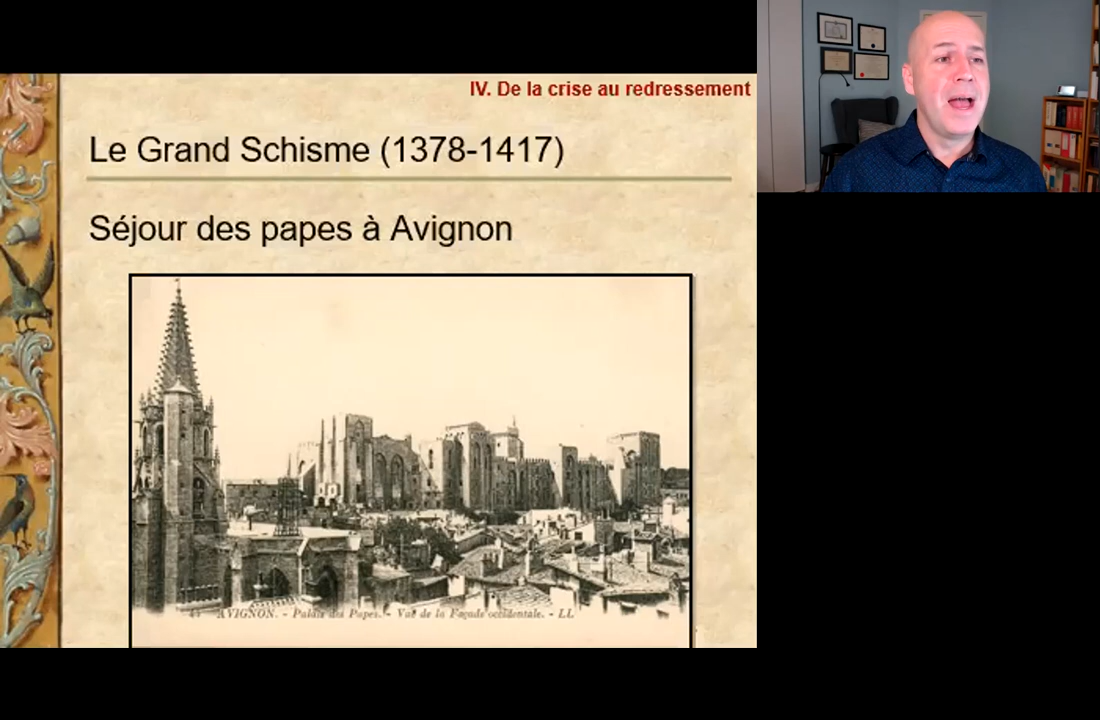 IV. De la crise au redressement
Le Grand Schisme (1378-1417)
Séjour des papes à Avignon
AVIGNON. - Palais des Papes. - Vue de la Façade occidentale. - LL